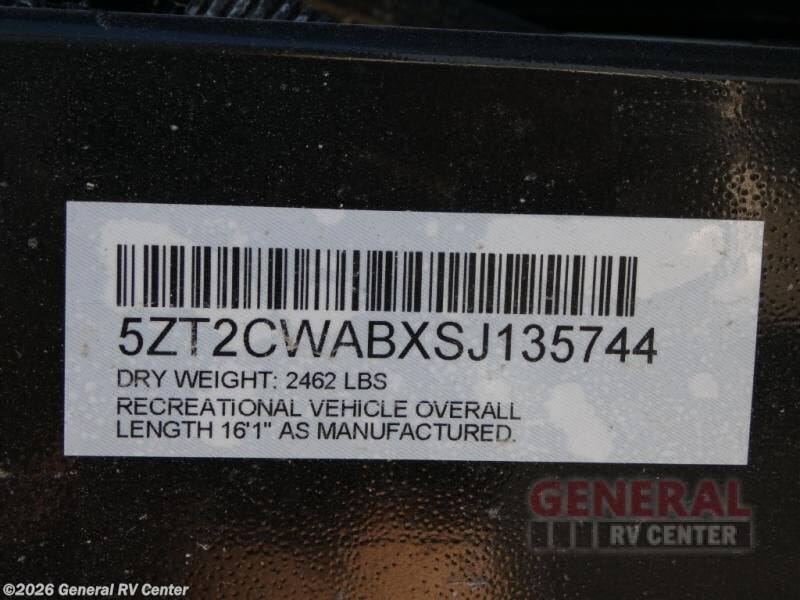 5ZT2CWABXSJ135744
DRY WEIGHT: 2462 LBS
RECREATIONAL VEHICLE OVERALL
LENGTH 16'1" AS MANUFACTURED.
GENERAL
RV CENTER
©2026 General RV Center